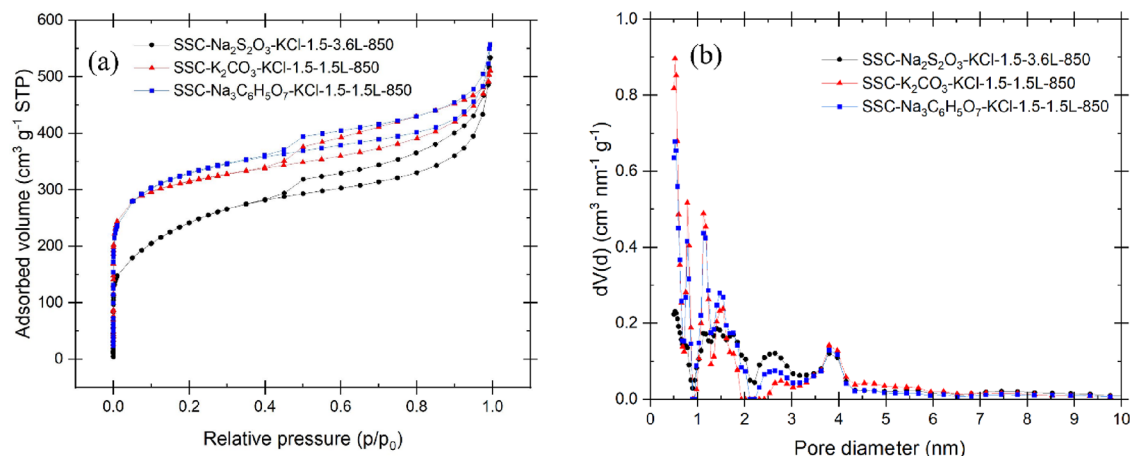 (a)
SSC-Na₂S₂O₃-KCl-1.5-3.6L-850
SSC-K₂CO₃-KCl-1.5-1.5L-850
SSC-Na₃C₆H₅O₇-KCl-1.5-1.5L-850
Adsorbed volume (cm³ g⁻¹ STP)
600
500
400
300
200
100
0
0.0 0.2 0.4 0.6 0.8 1.0
Relative pressure (p/p₀)
(b)
SSC-Na₂S₂O₃-KCl-1.5-3.6L-850
SSC-K₂CO₃-KCl-1.5-1.5L-850
SSC-Na₃C₆H₅O₇-KCl-1.5-1.5L-850
dV(d) (cm³ nm⁻¹ g⁻¹)
1.0
0.8
0.6
0.4
0.2
0.0
0 1 2 3 4 5 6 7 8 9 10
Pore diameter (nm)